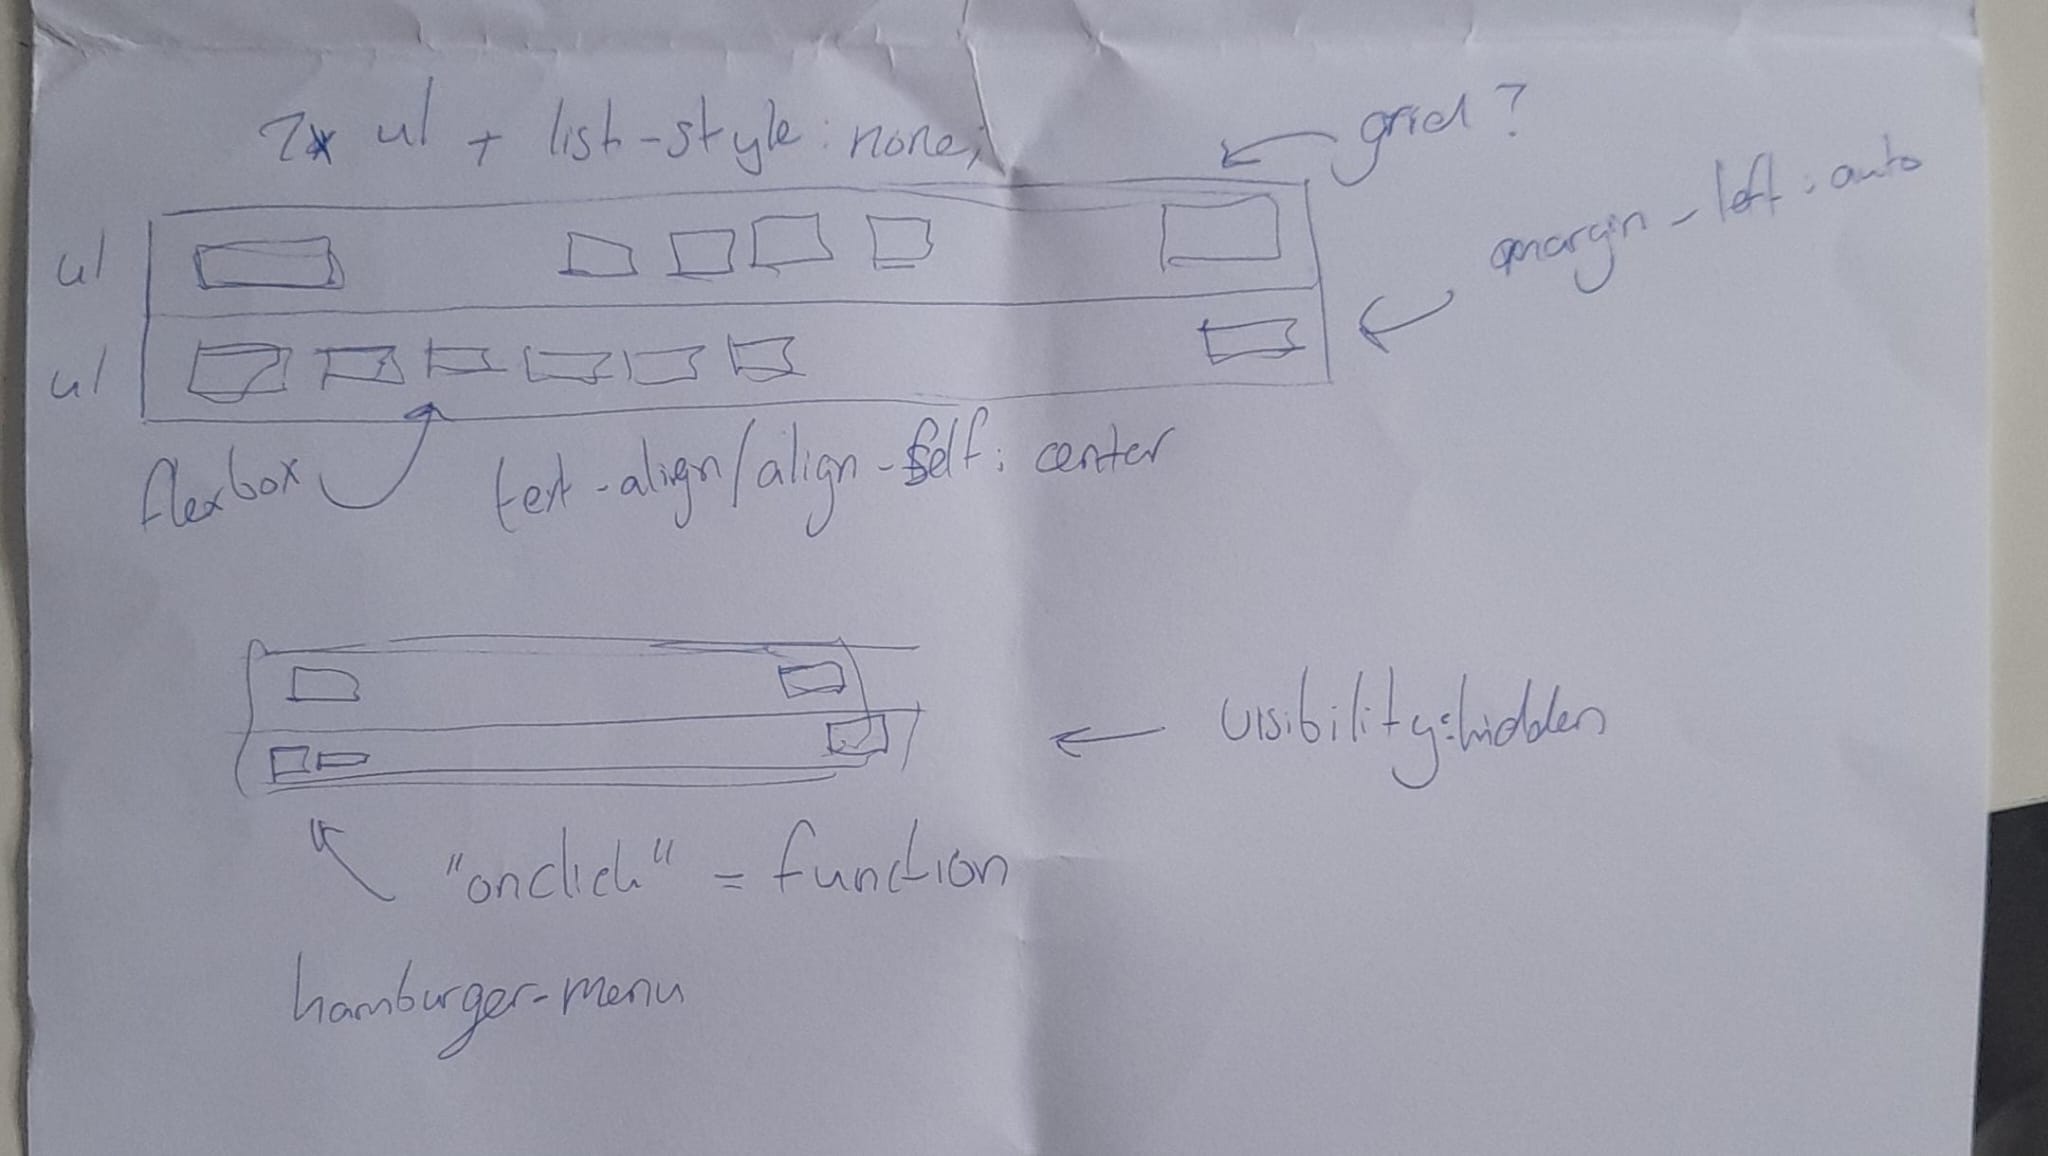 2x ul + list-style: none;
grid?
margin-left: auto
ul
ul
flexbox
text-align/align-self: center
visibility: hidden
"onclick" = function
hamburger-menu